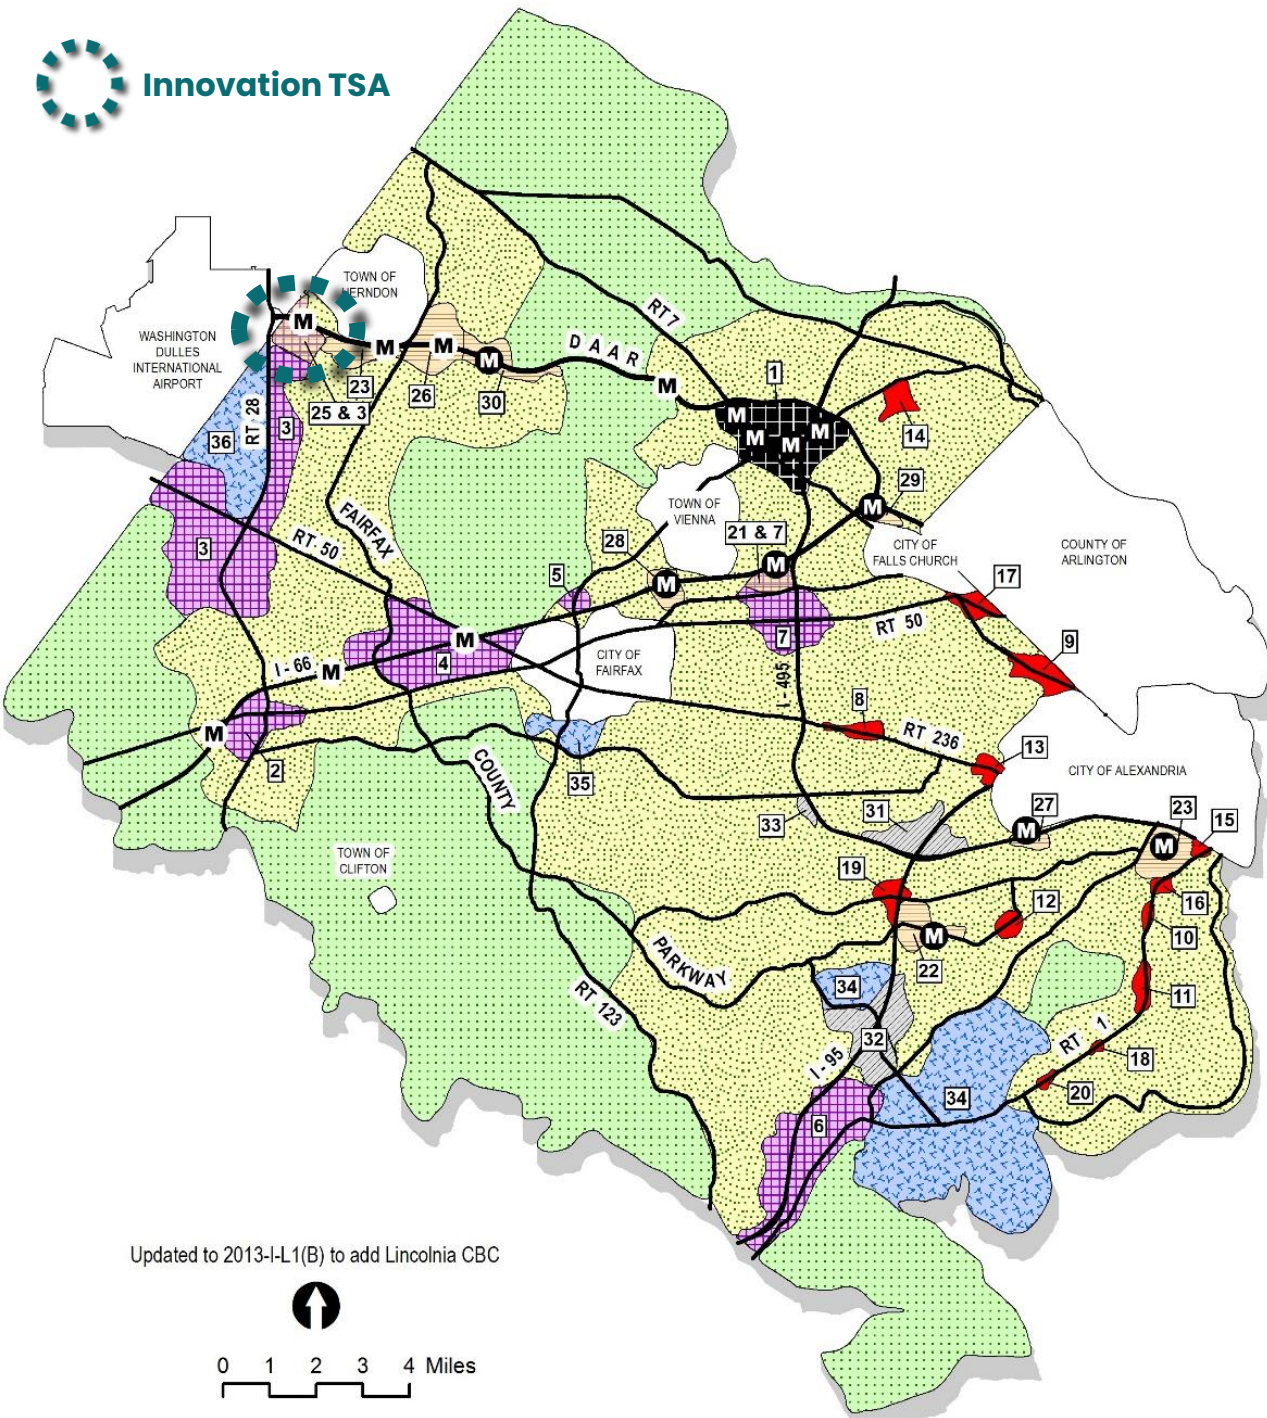 Innovation TSA
TOWN OF
HERNDON
WASHINGTON
DULLES
INTERNATIONAL
AIRPORT
M
M
M
M
M
RT 7
DAAR
1
M
M
M
M
14
23
26
30
25 & 3
36
RT 28
3
3
RT 50
FAIRFAX
TOWN OF
VIENNA
29
M
28
21 & 7
M
M
CITY OF
FALLS CHURCH
COUNTY OF
ARLINGTON
5
17
7
RT 50
9
I - 66
M
M
4
CITY OF
FAIRFAX
I - 495
8
RT 236
13
CITY OF ALEXANDRIA
M
2
COUNTY
35
33
31
27
M
23
M
15
TOWN OF
CLIFTON
19
12
16
10
M
22
PARKWAY
RT 123
34
11
32
RT 1
18
I - 95
34
20
6
Updated to 2013-I-L1(B) to add Lincolnia CBC
0 1 2 3 4 Miles